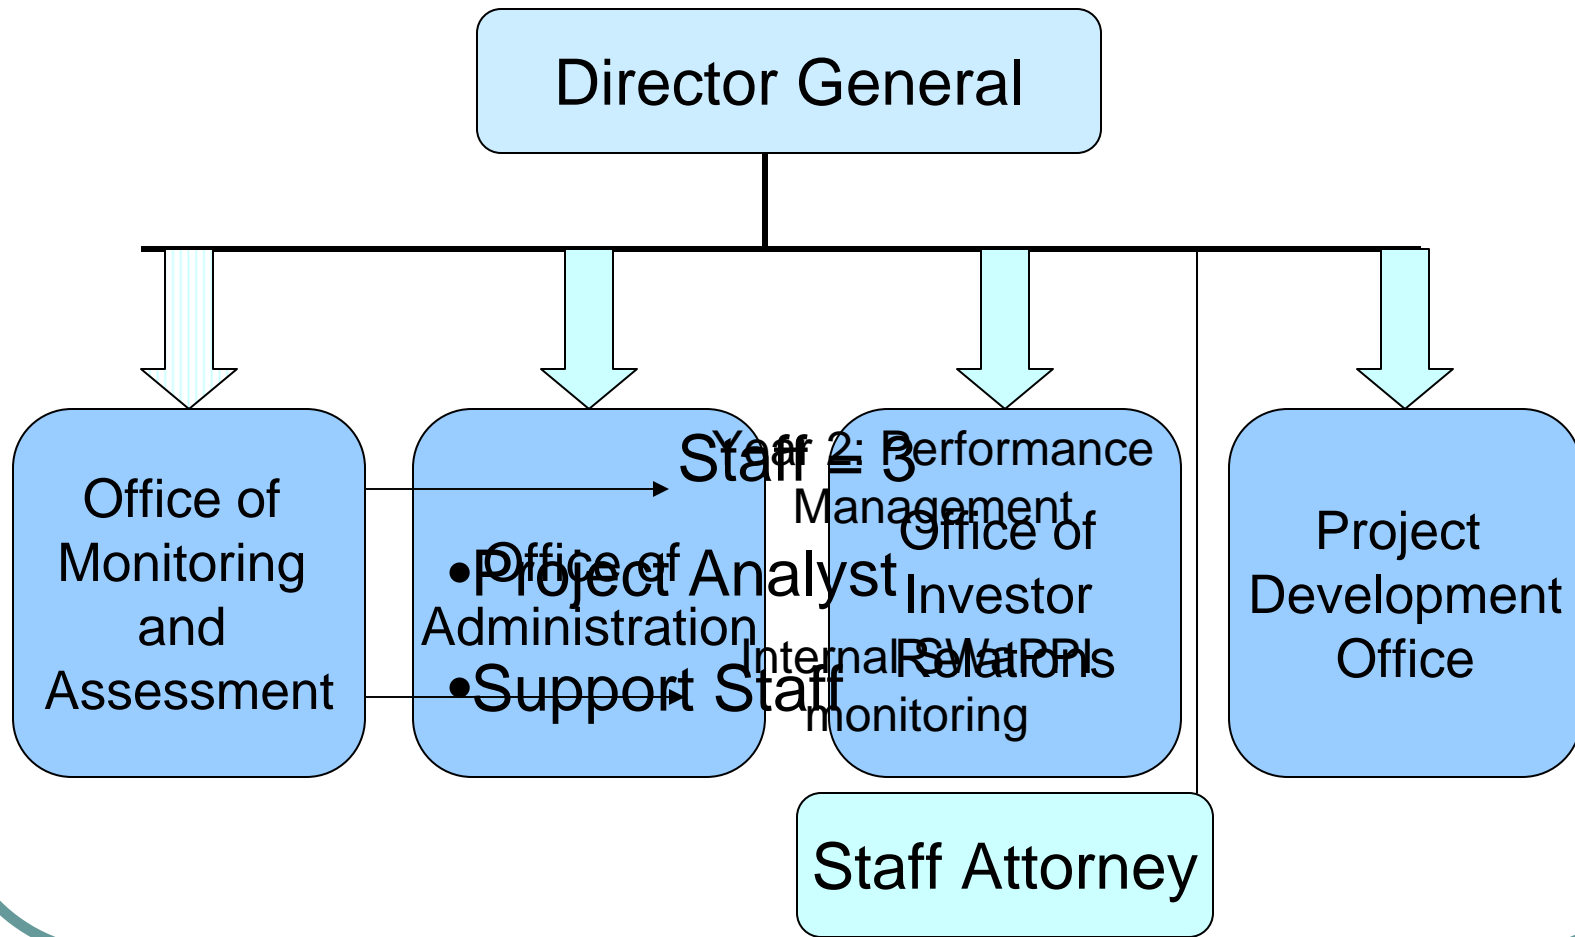 Director General
Office of
Monitoring
and
Assessment
Office of
Administration
Staff = 3
•Project Analyst
•Support Staff
Year 2: Performance
Management
Internal SWaPPI
monitoring
Office of
Investor
Relations
Project
Development
Office
Staff Attorney